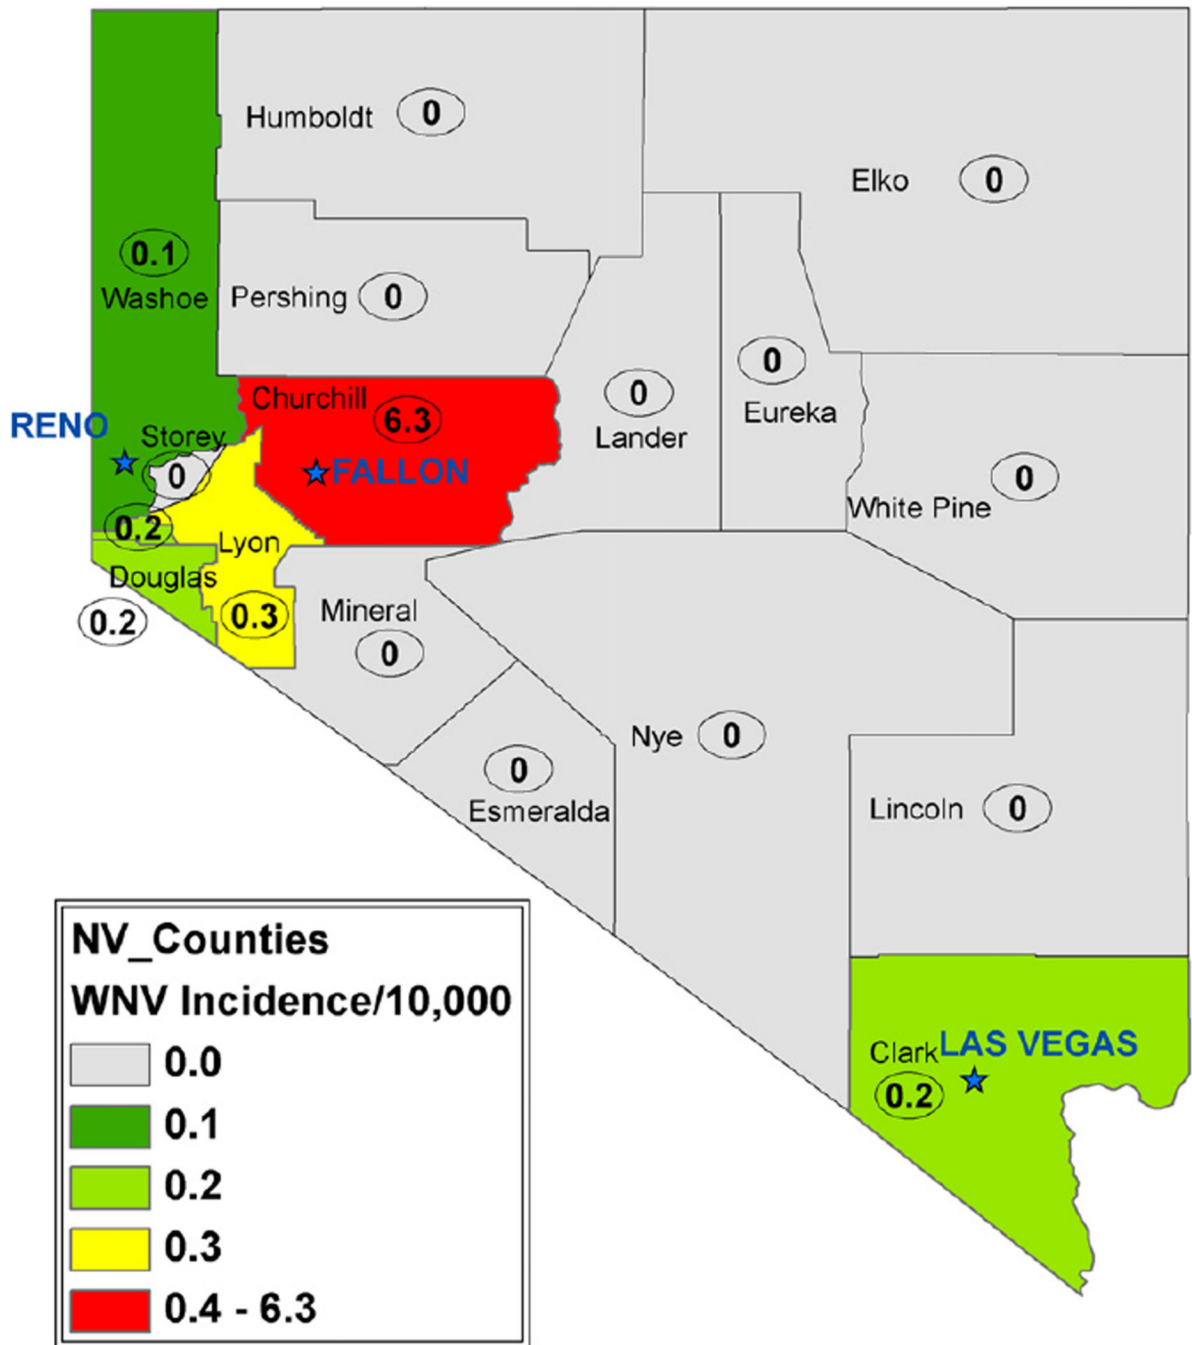 Humboldt 0
Elko 0
0.1
Washoe
Pershing 0
0
Eureka
0
Lander
Churchill
6.3
RENO
Storey
0
FALLON
0
White Pine
0.2
Lyon
Douglas
0.2
0.3
Mineral
0
Nye 0
0
Esmeralda
Lincoln 0
Clark
LAS VEGAS
0.2
NV_Counties
WNV Incidence/10,000
0.0
0.1
0.2
0.3
0.4 - 6.3